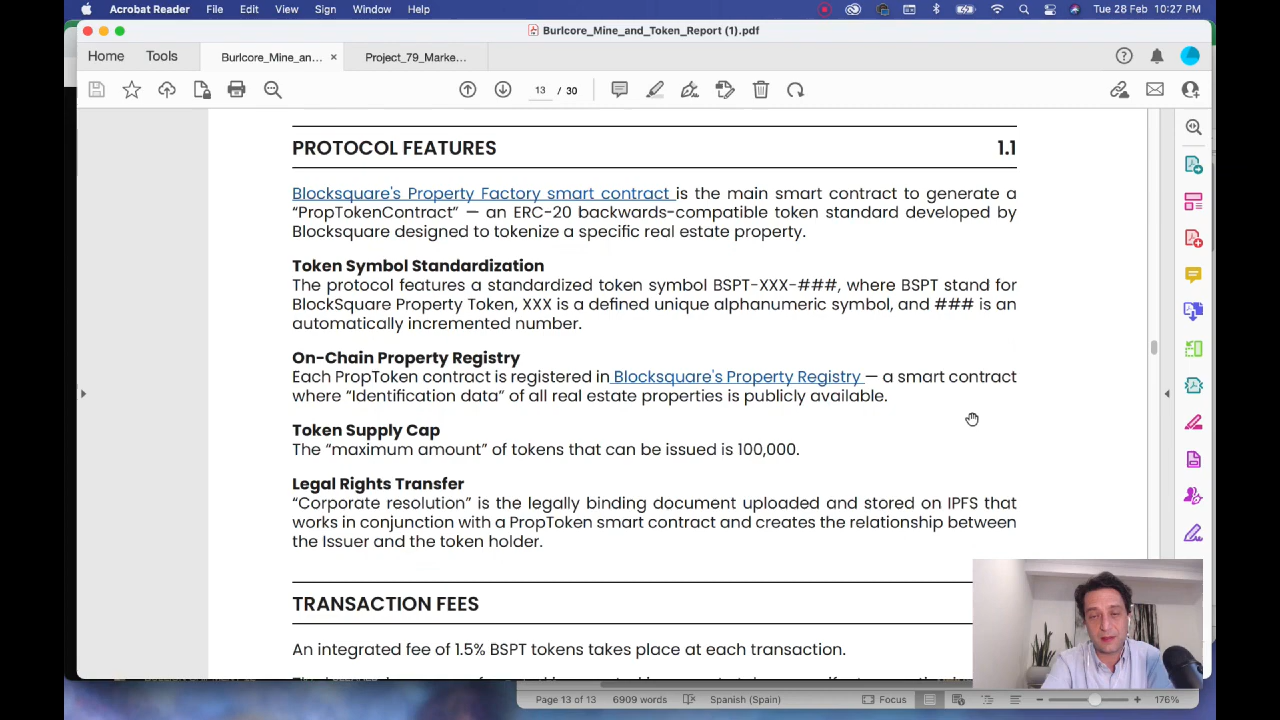 Acrobat Reader File Edit View Sign Window Help Tue 28 Feb 10:27 PM
Burlcore_Mine_and_Token_Report (1).pdf
Home Tools Burlcore_Mine_an... × Project_79_Marke...
13 / 30
PROTOCOL FEATURES 1.1
Blocksquare's Property Factory smart contract is the main smart contract to generate a
“PropTokenContract” — an ERC-20 backwards-compatible token standard developed by
Blocksquare designed to tokenize a specific real estate property.
Token Symbol Standardization
The protocol features a standardized token symbol BSPT-XXX-###, where BSPT stand for
BlockSquare Property Token, XXX is a defined unique alphanumeric symbol, and ### is an
automatically incremented number.
On-Chain Property Registry
Each PropToken contract is registered in Blocksquare's Property Registry — a smart contract
where “Identification data” of all real estate properties is publicly available.
Token Supply Cap
The “maximum amount” of tokens that can be issued is 100,000.
Legal Rights Transfer
“Corporate resolution” is the legally binding document uploaded and stored on IPFS that
works in conjunction with a PropToken smart contract and creates the relationship between
the Issuer and the token holder.
TRANSACTION FEES
An integrated fee of 1.5% BSPT tokens takes place at each transaction.
Page 13 of 13 6909 words Spanish (Spain) Focus 176%